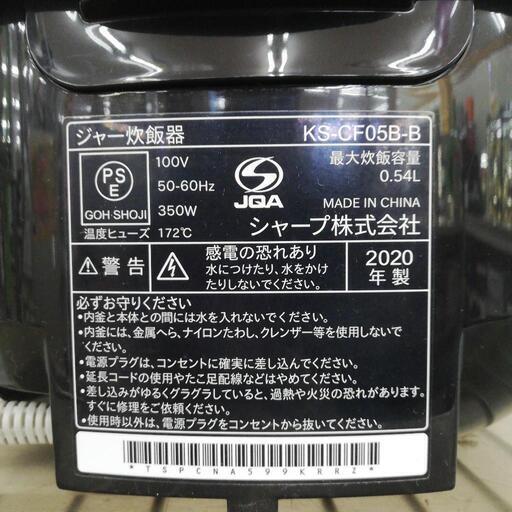 ジャー炊飯器 KS-CF05B-B
PS
E
GOH SHOJI
100V
50-60Hz
350W
温度ヒューズ 172℃
JQA
最大炊飯容量
0.54L
MADE IN CHINA
シャープ株式会社
警告
感電の恐れあり
水につけたり、水をかけ
たりしないでください。
2020
年製
必ずお守りください
•内釜と本体との間には水を入れないでください。
•内釜には、金属へら、ナイロンたわし、クレンザー等を使用しない
でください。
•電源プラグは、コンセントに確実に差し込んでください。
•延長コードの使用やたこ足配線などはやめてください。
•差し込みがゆるくグラグラしていると、過熱や火災の恐れがあります。
すぐに修理をご依頼ください。
•使用時以外は、電源プラグをコンセントから抜いてください。
*TSPCNA599KRRZ*